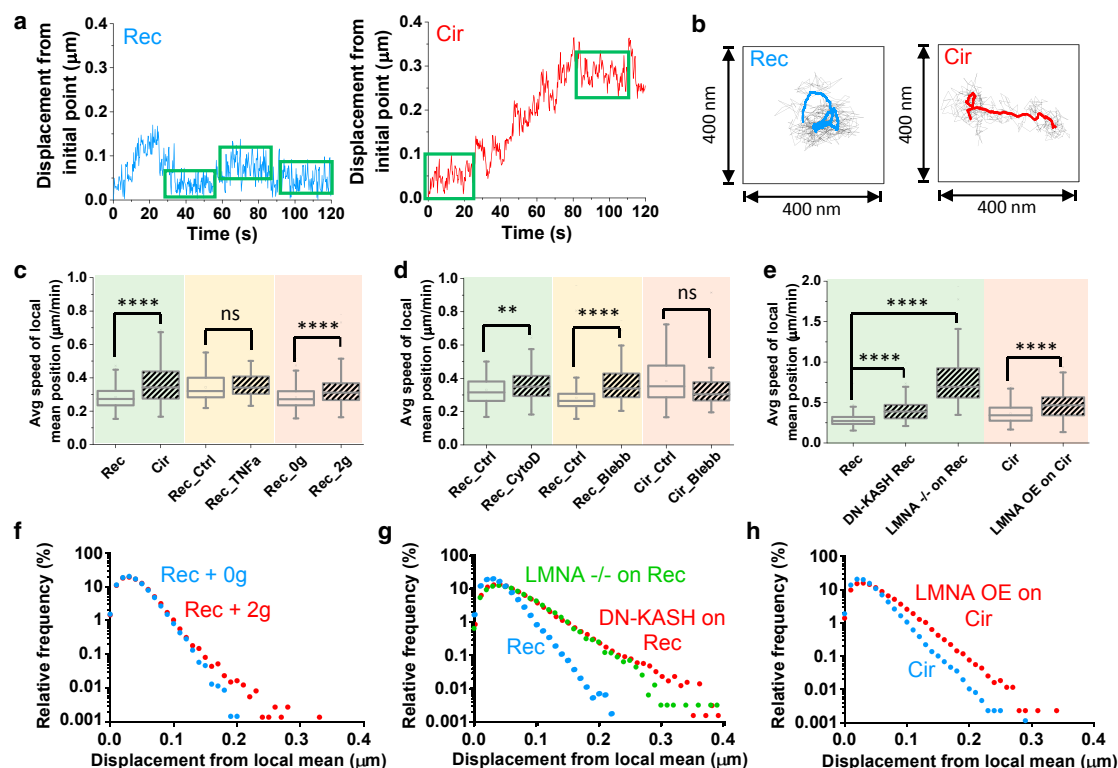 a
Displacement from
initial point (μm)
0.4
0.3
0.2
0.1
0.0
Rec
0 20 40 60 80 100 120
Time (s)
Displacement from
initial point (μm)
0.4
0.3
0.2
0.1
0.0
Cir
0 20 40 60 80 100 120
Time (s)
b
400 nm
Rec
400 nm
400 nm
Cir
400 nm
c
Avg speed of local
mean position (μm/min)
1.0
0.8
0.6
0.4
0.2
0.0
****
ns
****
Rec
Cir
Rec_Ctrl
Rec_TNFa
Rec_0g
Rec_2g
d
Avg speed of local
mean position (μm/min)
1.0
0.8
0.6
0.4
0.2
0.0
**
****
ns
Rec_Ctrl
Rec_CytoD
Rec_Ctrl
Rec_Blebb
Cir_Ctrl
Cir_Blebb
e
Avg speed of local
mean position (μm/min)
2.0
1.5
1.0
0.5
0.0
****
****
****
Rec
DN-KASH Rec
LMNA -/- on Rec
Cir
LMNA OE on Cir
f
Relative frequency (%)
100
10
1
0.1
0.01
0.001
Rec + 0g
Rec + 2g
0.0 0.1 0.2 0.3 0.4
Displacement from local mean (μm)
g
Relative frequency (%)
100
10
1
0.1
0.01
0.001
LMNA -/- on Rec
DN-KASH on
Rec
Rec
0.0 0.1 0.2 0.3 0.4
Displacement from local mean (μm)
h
Relative frequency (%)
100
10
1
0.1
0.01
0.001
LMNA OE on
Cir
Cir
0.0 0.1 0.2 0.3 0.4
Displacement from local mean (μm)